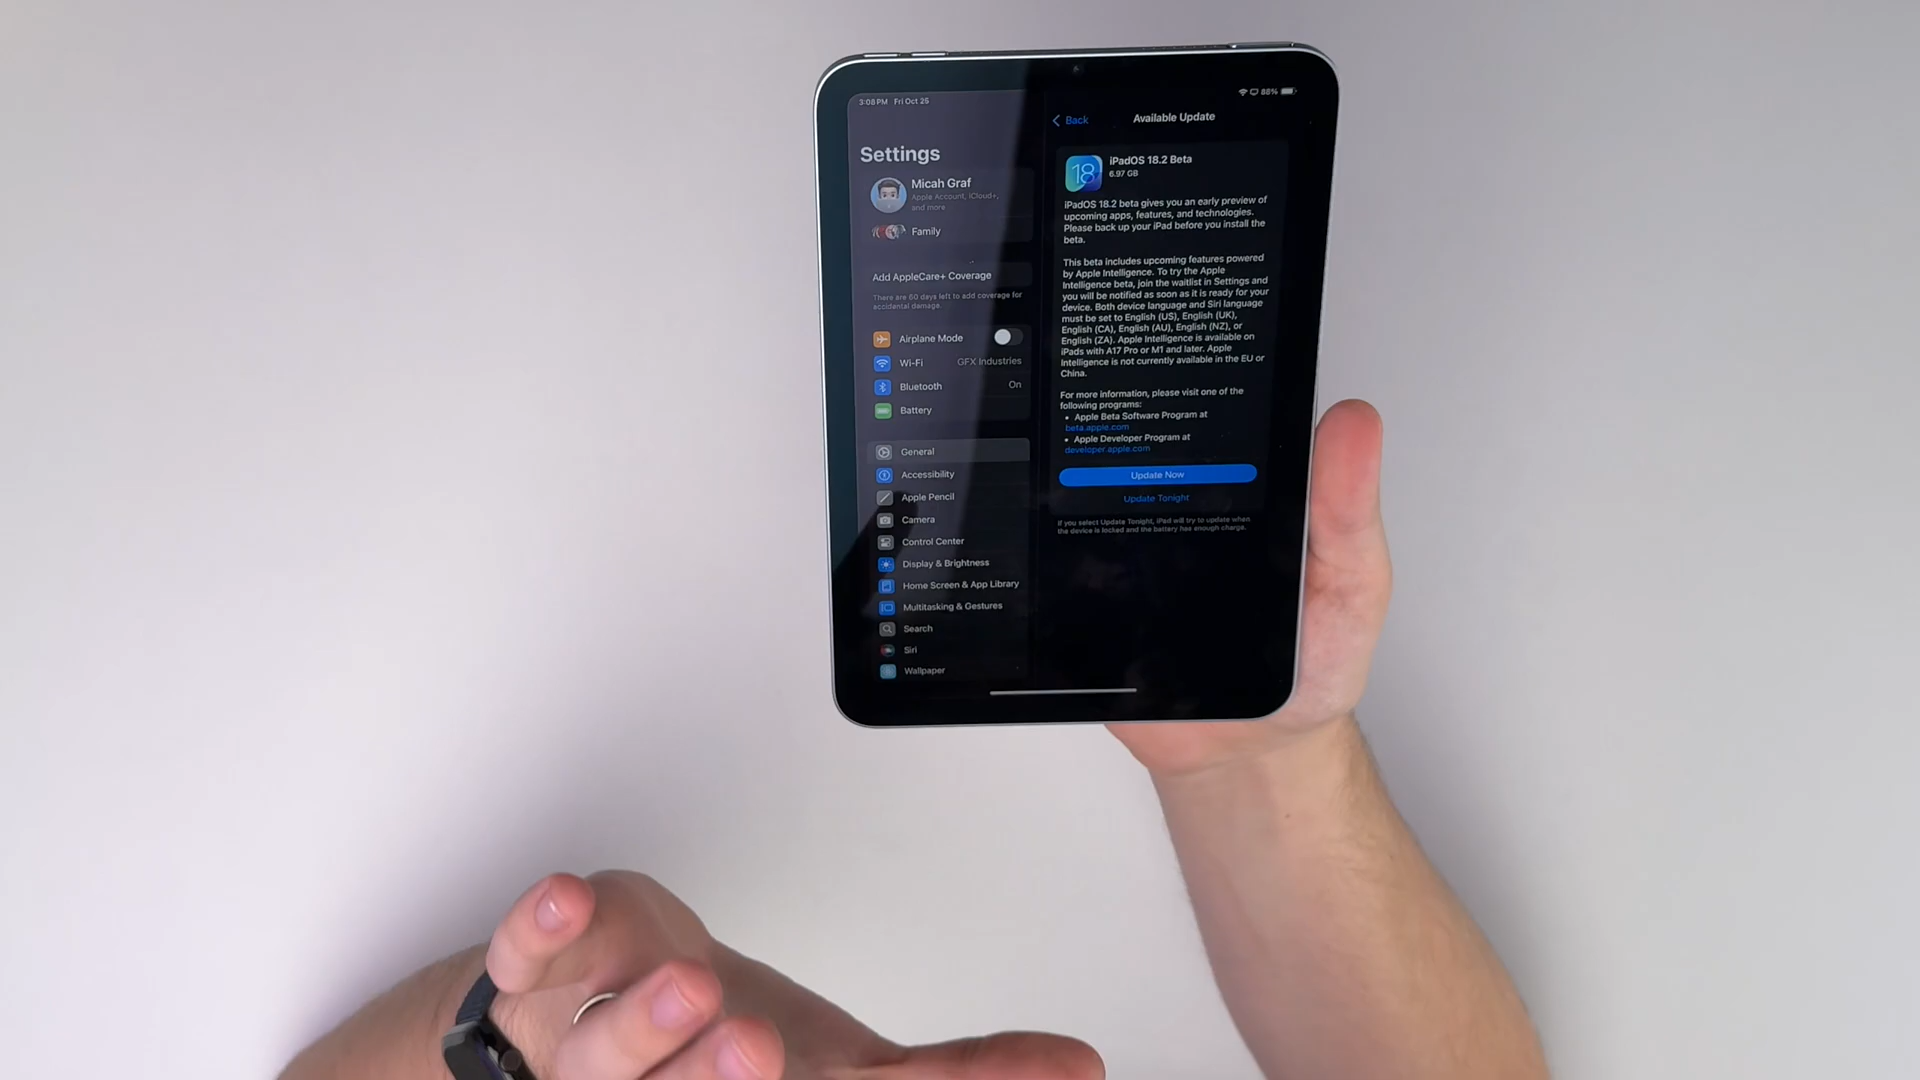 3:08 PM Fri Oct 25
88%
Settings
Micah Graf
Apple Account, iCloud+,
and more
Family
Add AppleCare+ Coverage
There are 60 days left to add coverage for
accidental damage.
Airplane Mode
Wi-Fi GFX Industries
Bluetooth On
Battery
General
Accessibility
Apple Pencil
Camera
Control Center
Display & Brightness
Home Screen & App Library
Multitasking & Gestures
Search
Siri
Wallpaper
Back
Available Update
18
iPadOS 18.2 Beta
6.97 GB
iPadOS 18.2 beta gives you an early preview of
upcoming apps, features, and technologies.
Please back up your iPad before you install the
beta.
This beta includes upcoming features powered
by Apple Intelligence. To try the Apple
Intelligence beta, join the waitlist in Settings and
you will be notified as soon as it is ready for your
device. Both device language and Siri language
must be set to English (US), English (UK),
English (CA), English (AU), English (NZ), or
English (ZA). Apple Intelligence is available on
iPads with A17 Pro or M1 and later. Apple
Intelligence is not currently available in the EU or
China.
For more information, please visit one of the
following programs:
• Apple Beta Software Program at
beta.apple.com
• Apple Developer Program at
developer.apple.com
Update Now
Update Tonight
If you select Update Tonight, iPad will try to update when
the device is locked and the battery has enough charge.